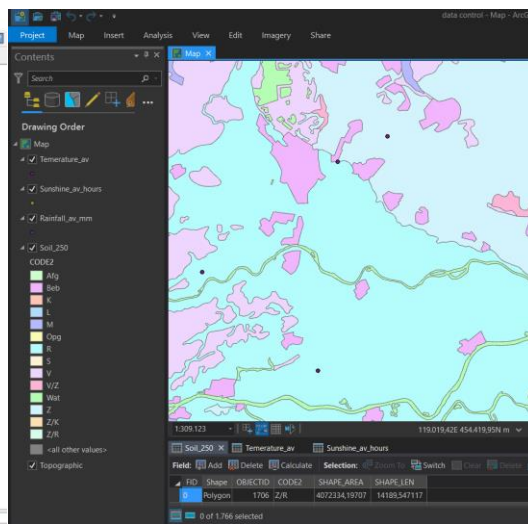 data control - Map - ArcG
Project Map Insert Analysis View Edit Imagery Share
Contents
Map
Search
Drawing Order
Map
Temerature_av
Sunshine_av_hours
Rainfall_av_mm
Soil_250
CODE2
Afg
Beb
K
L
M
Opg
R
S
V
V/Z
Wat
Z
Z/K
Z/R
<all other values>
Topographic
1:309.123
119.019,42E 454.419,95N m
Soil_250 Temerature_av Sunshine_av_hours
Field: Add Delete Calculate Selection: Zoom To Switch Clear Delete
FID Shape OBJECTID CODE2 SHAPE_AREA SHAPE_LEN
0 Polygon 1706 Z/R 4072334,19707 14189,547117
0 of 1.766 selected